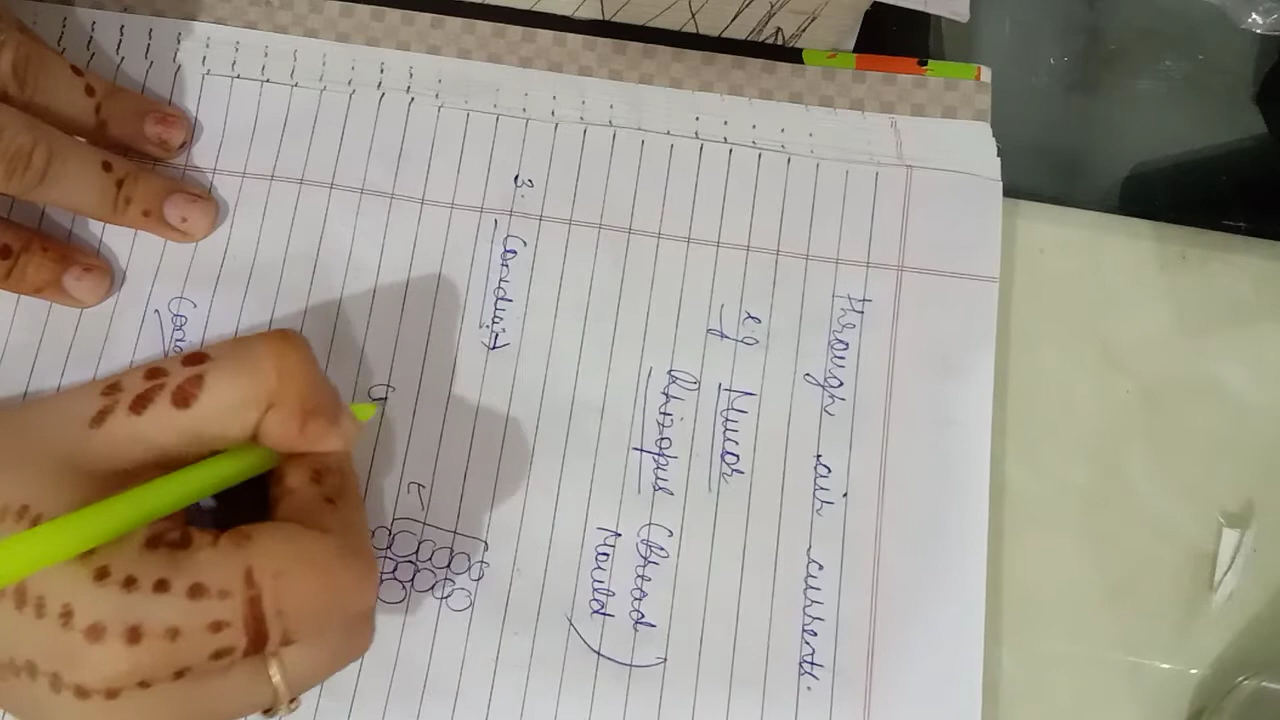 through air currents.
e.g Mucor
Rhizopus (Bread
Mould)
3. Conidia →